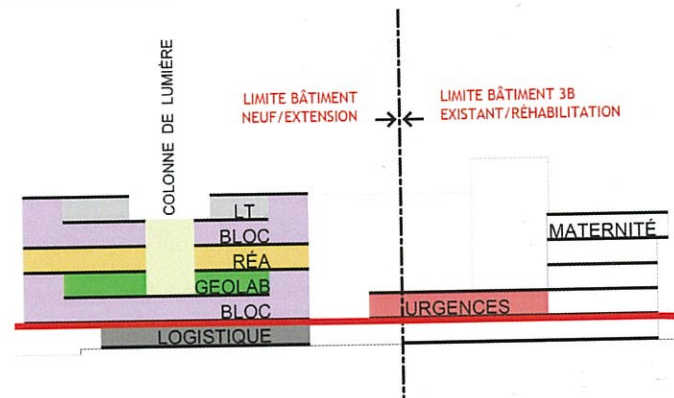 COLONNE DE LUMIÈRE
LIMITE BÂTIMENT
NEUF/EXTENSION
LIMITE BÂTIMENT 3B
EXISTANT/RÉHABILITATION
LT
BLOC
RÉA
GEOLAB
BLOC
LOGISTIQUE
MATERNITÉ
URGENCES